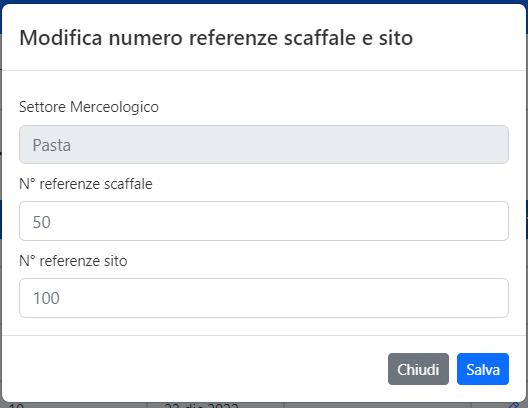 Modifica numero referenze scaffale e sito
Settore Merceologico
Pasta
N° referenze scaffale
50
N° referenze sito
100
Chiudi
Salva